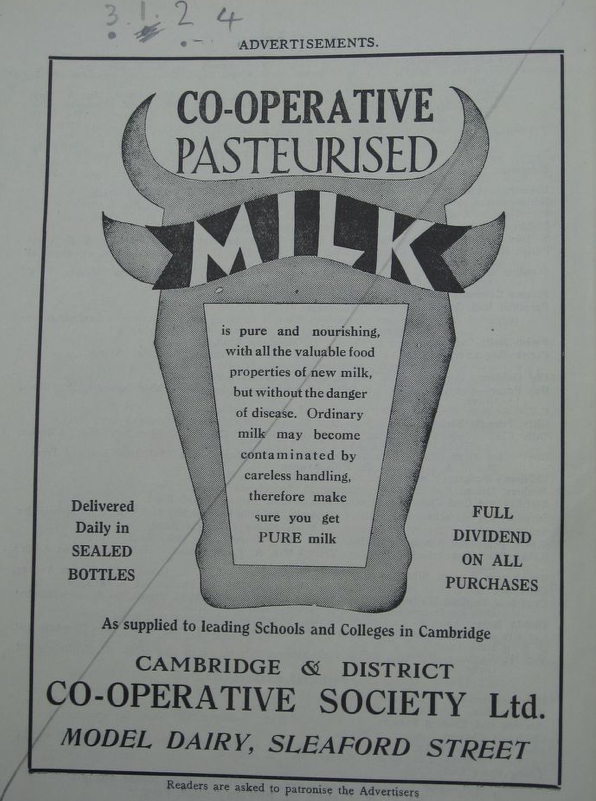 3.1.24
ADVERTISEMENTS.
CO-OPERATIVE
PASTEURISED
MILK
is pure and nourishing,
with all the valuable food
properties of new milk,
but without the danger
of disease. Ordinary
milk may become
contaminated by
careless handling,
therefore make
sure you get
PURE milk
Delivered
Daily in
SEALED
BOTTLES
FULL
DIVIDEND
ON ALL
PURCHASES
As supplied to leading Schools and Colleges in Cambridge
CAMBRIDGE & DISTRICT
CO-OPERATIVE SOCIETY Ltd.
MODEL DAIRY, SLEAFORD STREET
Readers are asked to patronise the Advertisers